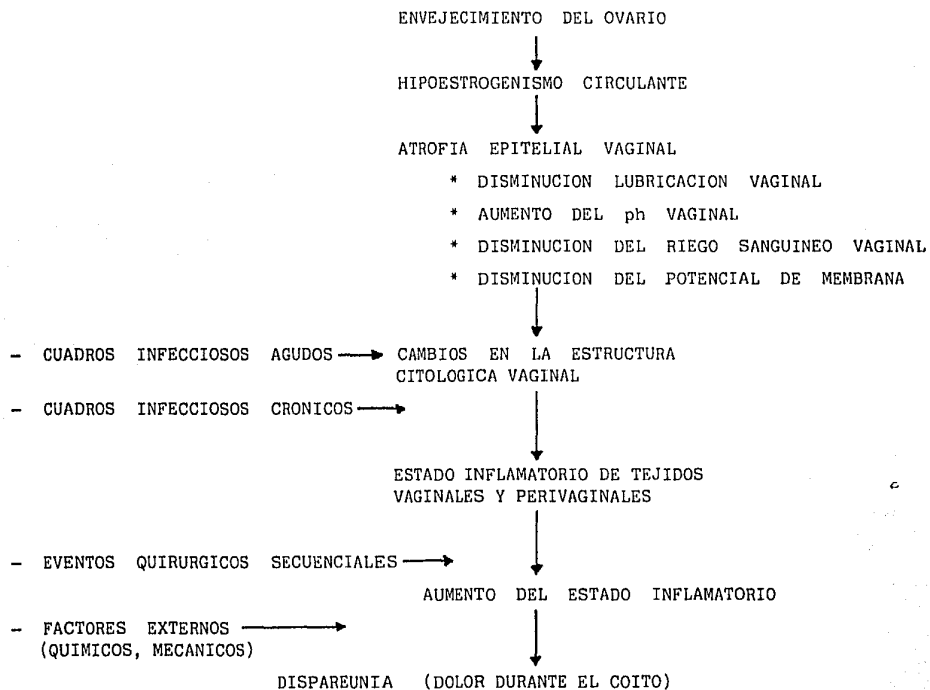 ENVEJECIMIENTO DEL OVARIO
HIPOESTROGENISMO CIRCULANTE
ATROFIA EPITELIAL VAGINAL
* DISMINUCION LUBRICACION VAGINAL
* AUMENTO DEL ph VAGINAL
* DISMINUCION DEL RIEGO SANGUINEO VAGINAL
* DISMINUCION DEL POTENCIAL DE MEMBRANA
- CUADROS INFECCIOSOS AGUDOS
CAMBIOS EN LA ESTRUCTURA
CITOLOGICA VAGINAL
- CUADROS INFECCIOSOS CRONICOS
ESTADO INFLAMATORIO DE TEJIDOS
VAGINALES Y PERIVAGINALES
- EVENTOS QUIRURGICOS SECUENCIALES
AUMENTO DEL ESTADO INFLAMATORIO
- FACTORES EXTERNOS
(QUIMICOS, MECANICOS)
DISPAREUNIA (DOLOR DURANTE EL COITO)